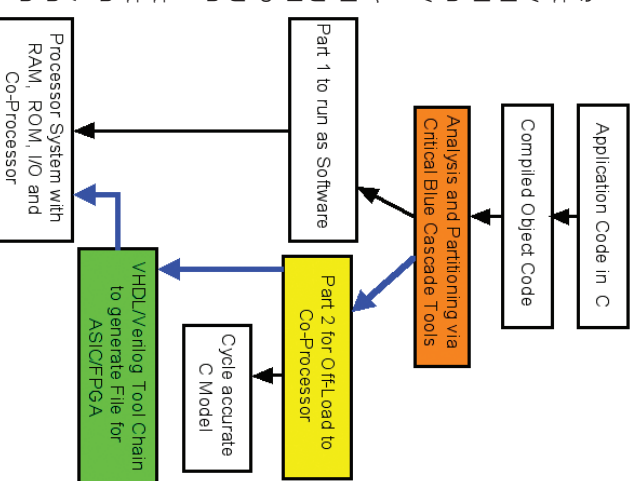 Application Code in C
Compiled Object Code
Analysis and Partitioning via
Critical Blue Cascade Tools
Part 1 to run as Software
Part 2 for Off-Load to
Co-Processor
Cycle accurate
C Model
VHDL/Verilog Tool Chain
to generate File for
ASIC/FPGA
Processor System with
RAM, ROM, I/O and
Co-Processor